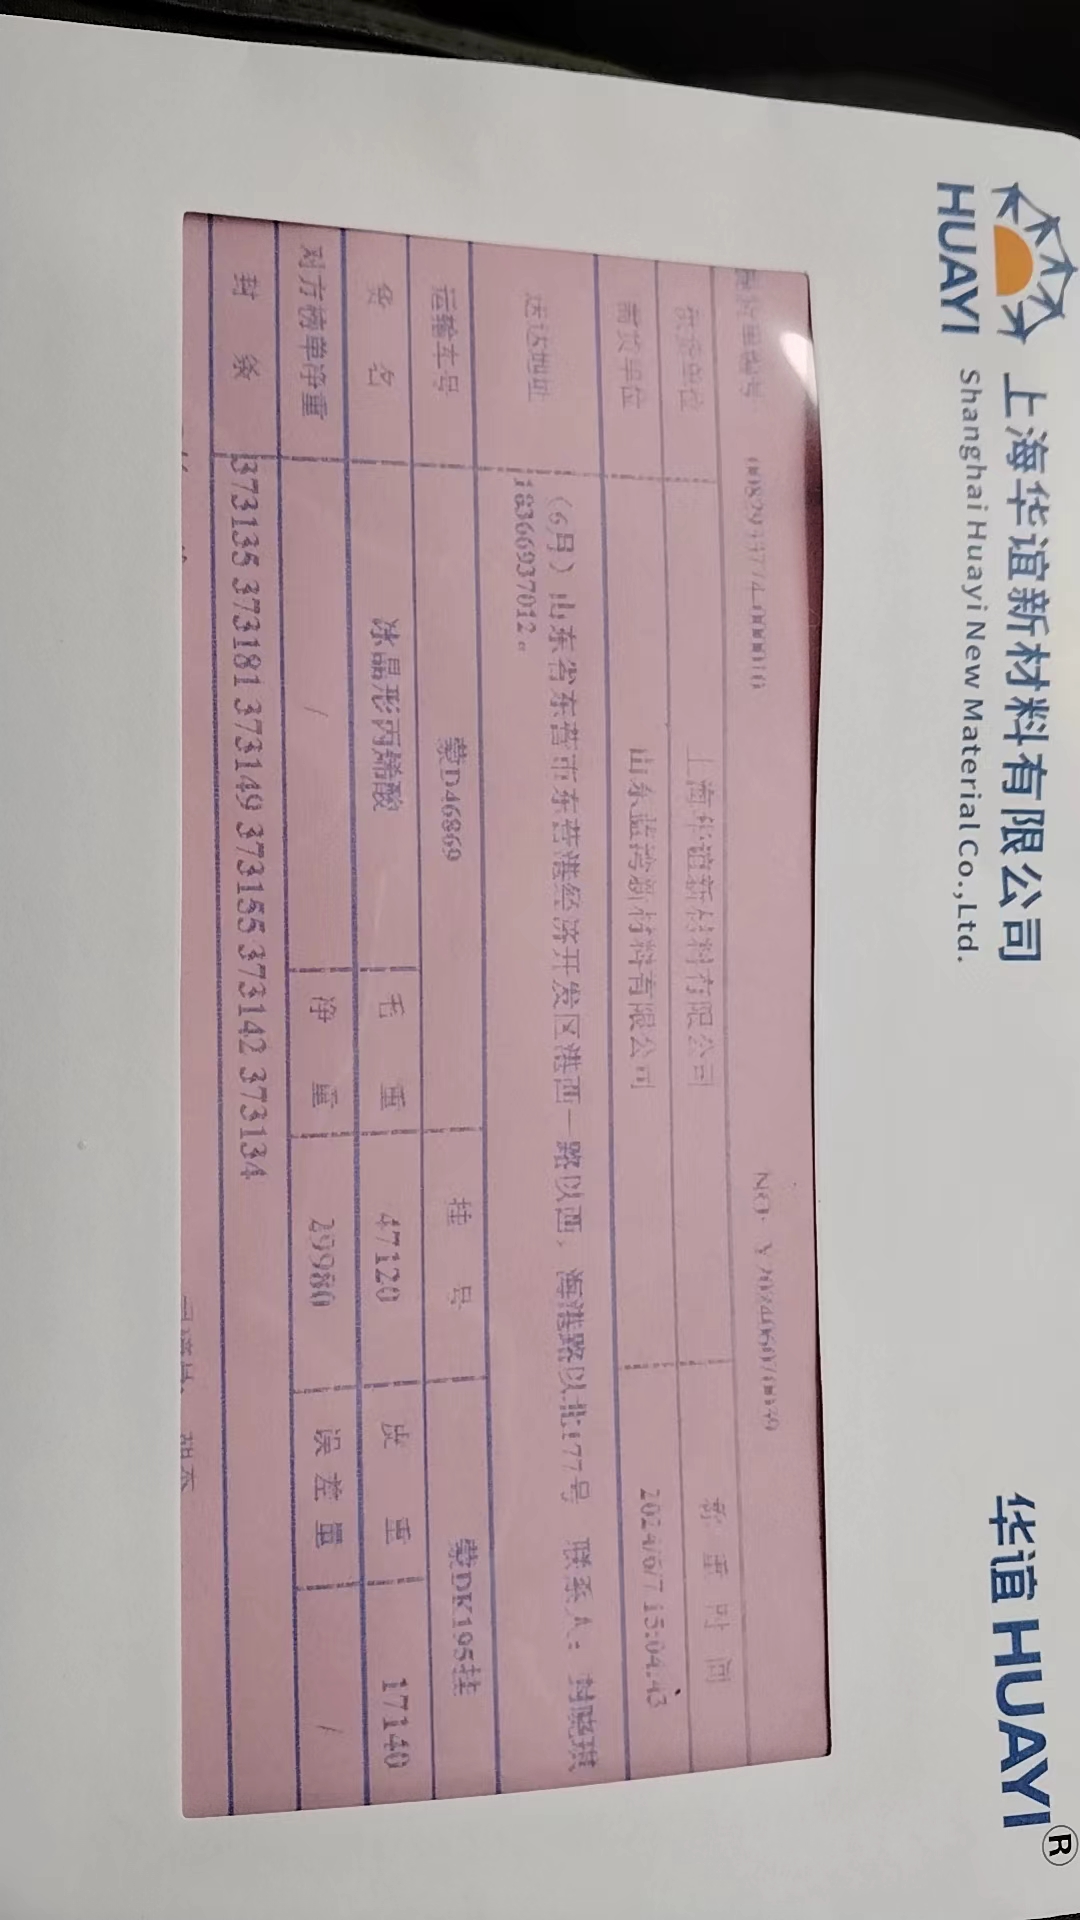 HUAYI
上海华谊新材料有限公司
Shanghai Huayi New Material Co.,Ltd.
华谊 HUAYI®
供货单位 上海华谊新材料有限公司 称重时间
需货单位 山东蓝湾新材料有限公司 2024/6/7 15:04:43
送达地址 (6月)山东省东营市东营港经济开发区港西一路以西,海港路以北177号 联系人:封晓琪
18366937012。
运输车号 蒙D46869 挂号 蒙DK195挂
货名 冰晶形丙烯酸 毛重 47120 皮重 17140
对方磅单净重 / 净重 29980 误差量 /
封条 373135 373181 373149 373155 373142 373134